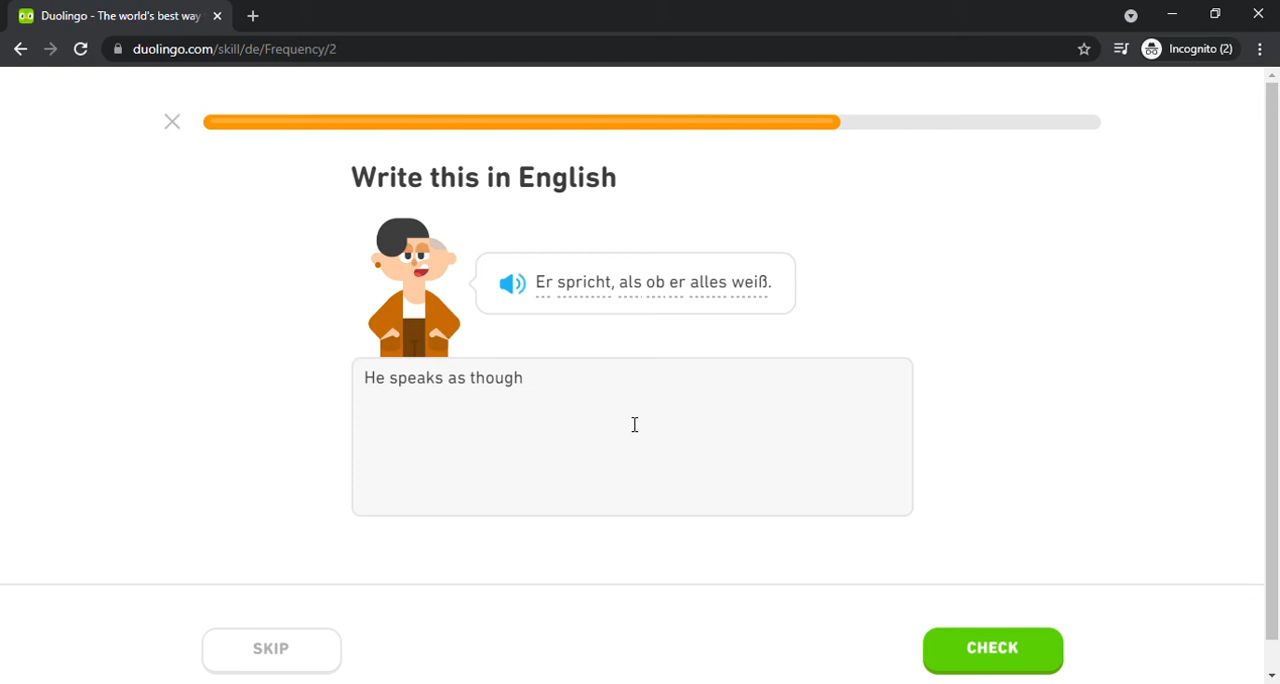 Duolingo - The world's best way
duolingo.com/skill/de/Frequency/2
Incognito (2)
Write this in English
Er spricht, als ob er alles weiß.
He speaks as though
SKIP
CHECK